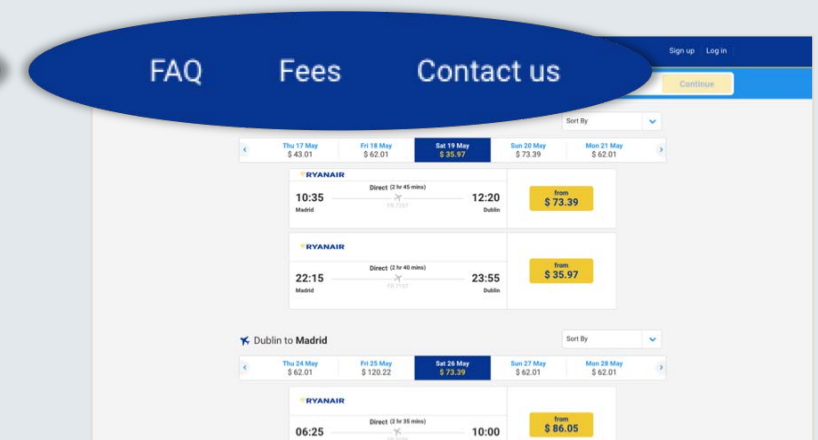 FAQ Fees Contact us
Sign up Log in
Continue
Sort By
Thu 17 May Fri 18 May Sat 19 May Sun 20 May Mon 21 May
$ 43.01 $ 62.01 $ 35.97 $ 73.39 $ 62.01
RYANAIR
Direct (2 hr 45 mins)
10:35 12:20
Madrid Dublin
from
$ 73.39
RYANAIR
Direct (2 hr 40 mins)
22:15 23:55
Madrid Dublin
from
$ 35.97
Dublin to Madrid
Sort By
Thu 24 May Fri 25 May Sat 26 May Sun 27 May Mon 28 May
$ 62.01 $ 120.22 $ 73.39 $ 62.01 $ 62.01
RYANAIR
Direct (2 hr 35 mins)
06:25 10:00
from
$ 86.05